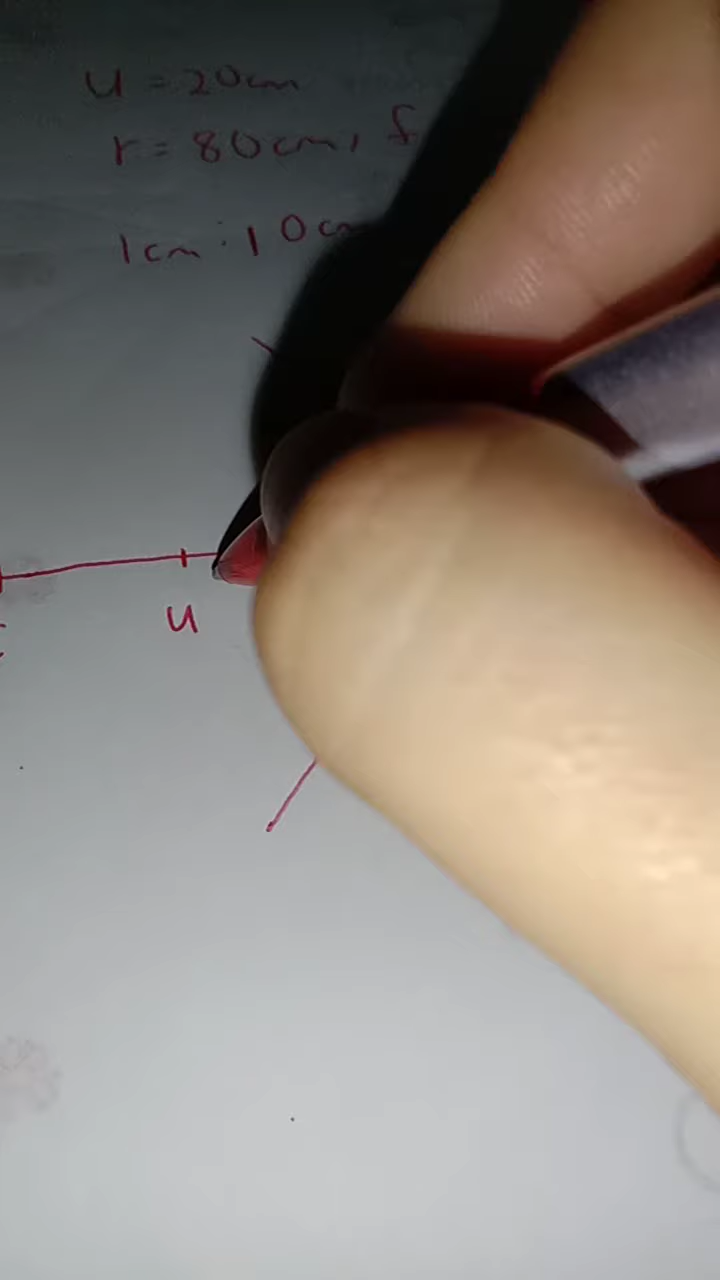 u = 20cm
r = 80cm, f
1cm : 10cm
u